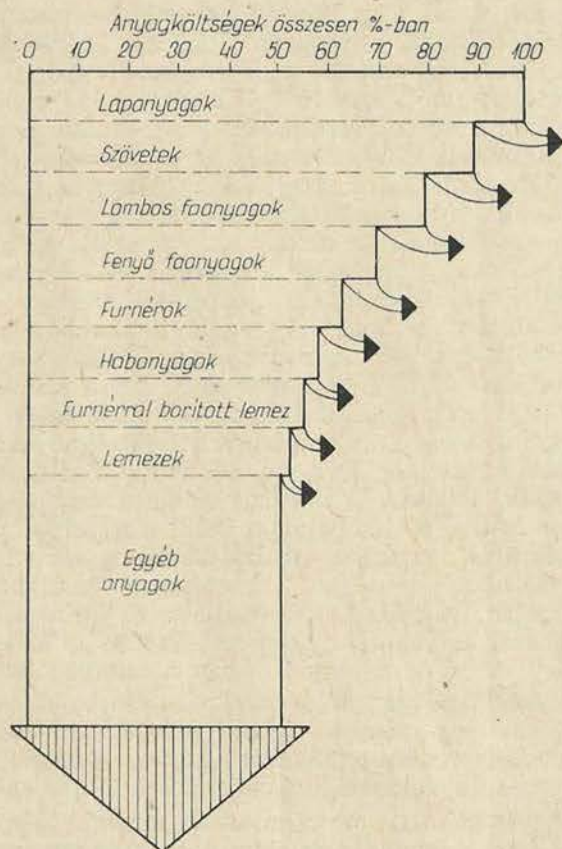 Anyagköltségek összesen %-ban
0 10 20 30 40 50 60 70 80 90 100
Lapanyagok
Szövetek
Lombos faanyagok
Fenyő faanyagok
Furnérok
Habanyagok
Furnérral borított lemez
Lemezek
Egyéb
anyagok